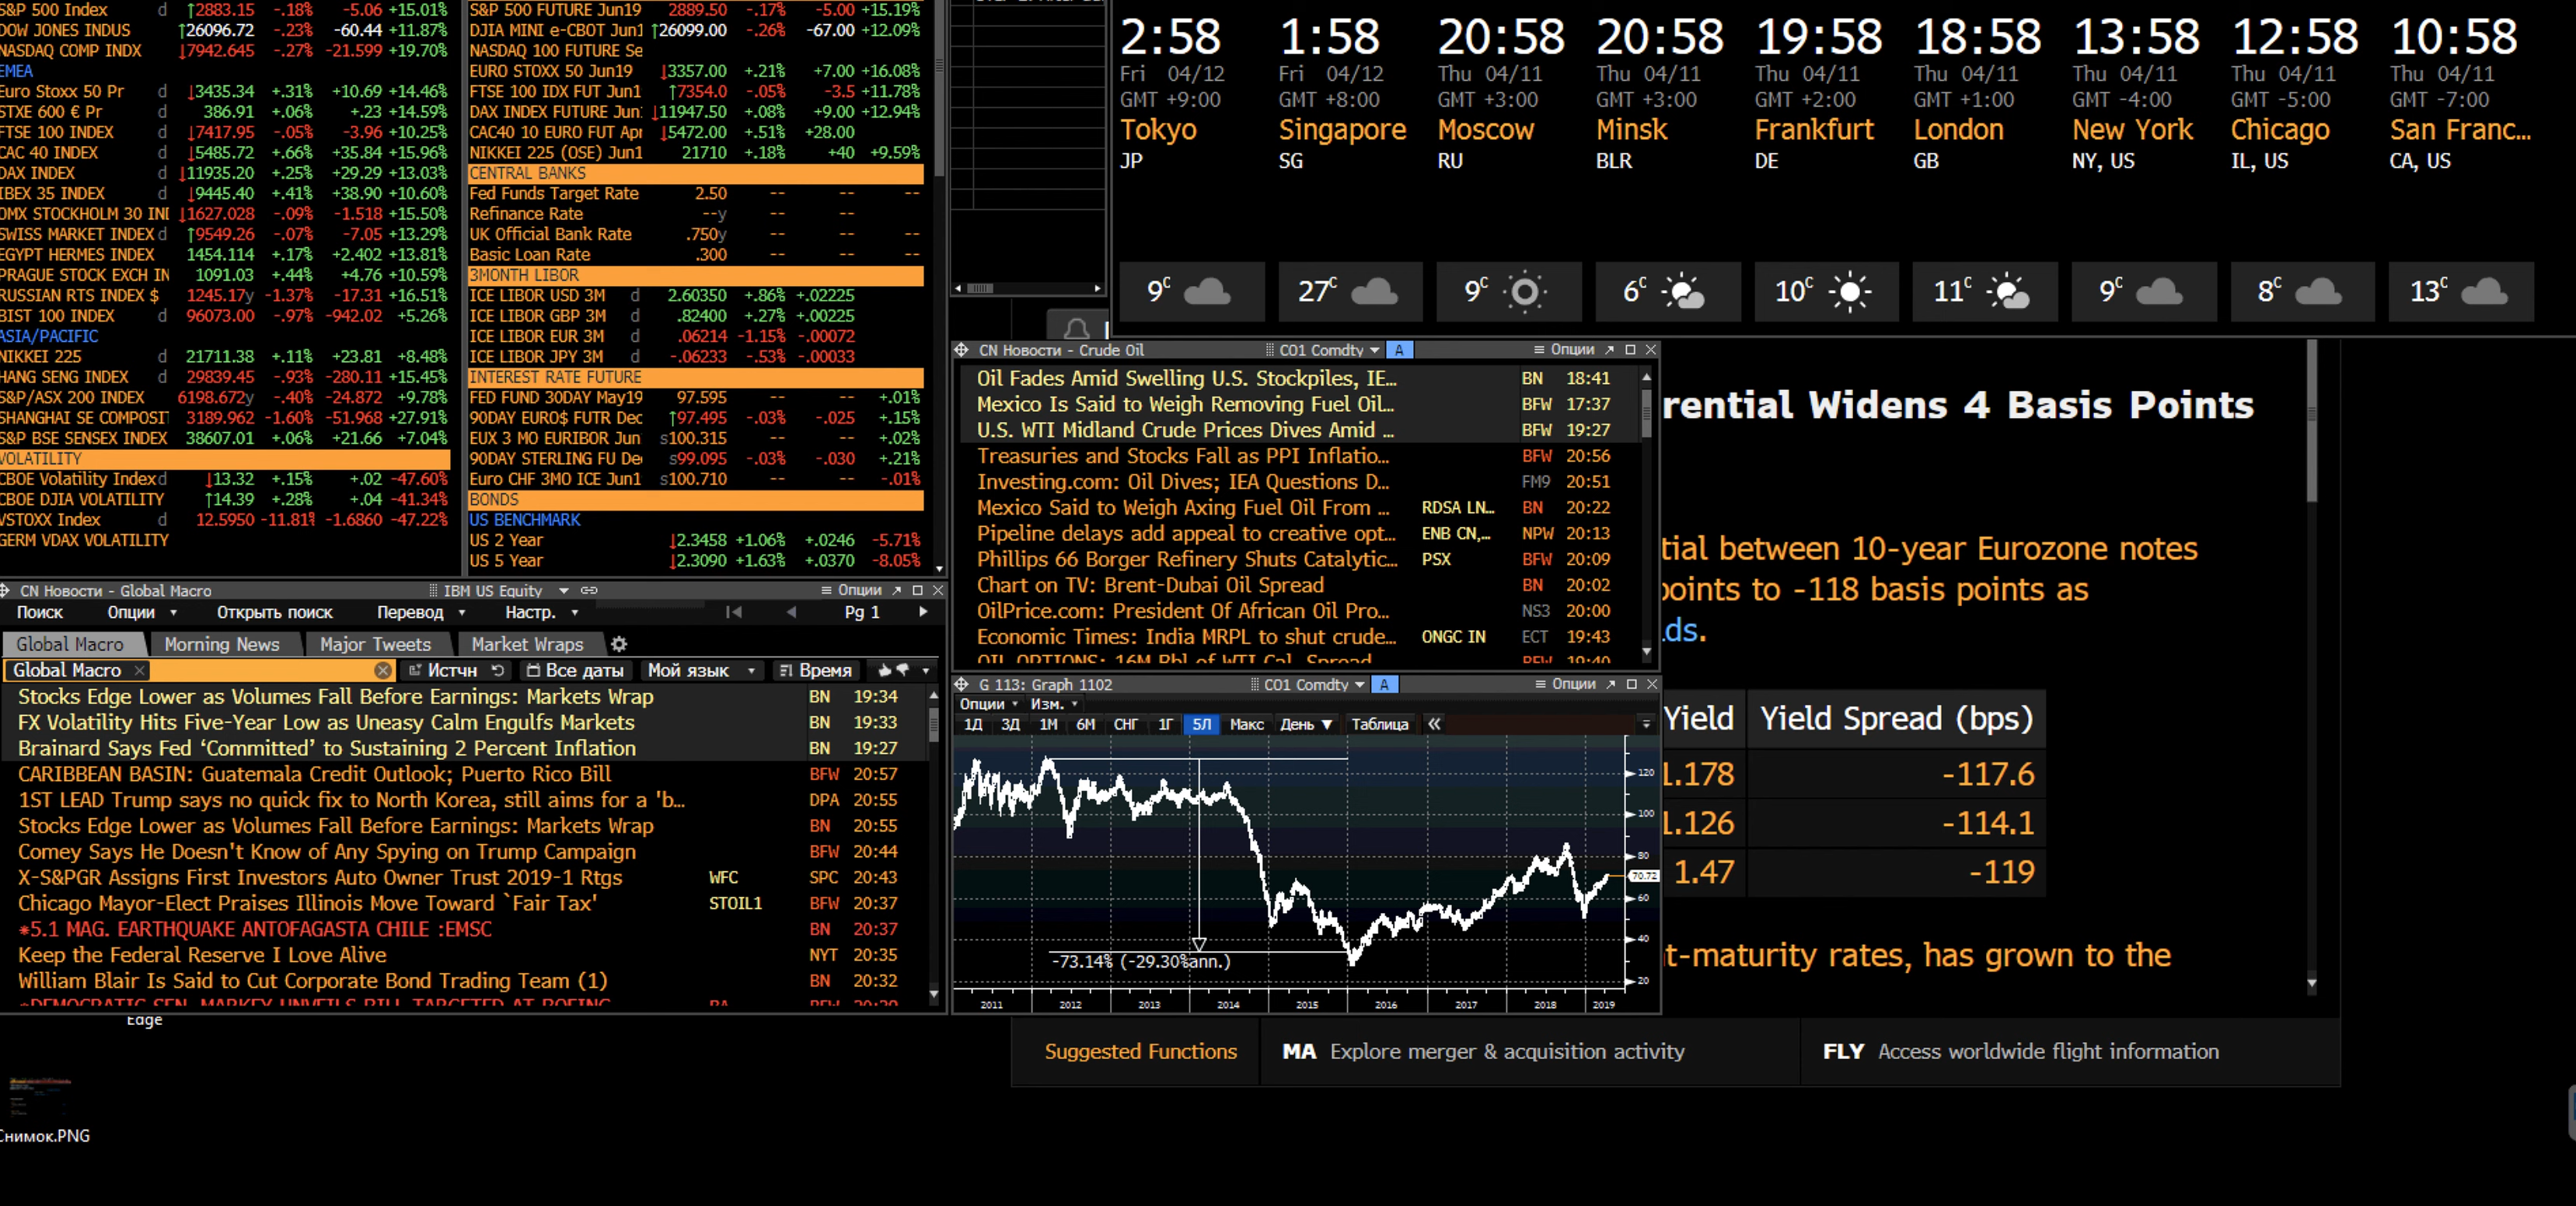 S&P 500 Index d ↑2883.15 -.18% -5.06 +15.01%
DOW JONES INDUS ↑26096.72 -.23% -60.44 +11.87%
NASDAQ COMP INDX ↓7942.645 -.27% -21.599 +19.70%
EMEA
Euro Stoxx 50 Pr d ↓3435.34 +.31% +10.69 +14.46%
STXE 600 € Pr d 386.91 +.06% +.23 +14.59%
FTSE 100 INDEX d ↓7417.95 -.05% -3.96 +10.25%
CAC 40 INDEX d ↓5485.72 +.66% +35.84 +15.96%
DAX INDEX d ↓11935.20 +.25% +29.29 +13.03%
IBEX 35 INDEX d ↓9445.40 +.41% +38.90 +10.60%
OMX STOCKHOLM 30 IN ↓1627.028 -.09% -1.518 +15.50%
SWISS MARKET INDEX d ↑9549.26 -.07% -7.05 +13.29%
EGYPT HERMES INDEX 1454.114 +.17% +2.402 +13.81%
PRAGUE STOCK EXCH IN 1091.03 +.44% +4.76 +10.59%
RUSSIAN RTS INDEX $ 1245.17y -1.37% -17.31 +16.51%
BIST 100 INDEX d 96073.00 -.97% -942.02 +5.26%
ASIA/PACIFIC
NIKKEI 225 d 21711.38 +.11% +23.81 +8.48%
HANG SENG INDEX d 29839.45 -.93% -280.11 +15.45%
S&P/ASX 200 INDEX 6198.672y -.40% -24.872 +9.78%
SHANGHAI SE COMPOSI 3189.962 -1.60% -51.968 +27.91%
S&P BSE SENSEX INDEX 38607.01 +.06% +21.66 +7.04%
VOLATILITY
CBOE Volatility Index d ↓13.32 +.15% +.02 -47.60%
CBOE DJIA VOLATILITY ↑14.39 +.28% +.04 -41.34%
VSTOXX Index d 12.5950 -11.81% -1.6860 -47.22%
GERM VDAX VOLATILITY
S&P 500 FUTURE Jun19 2889.50 -.17% -5.00 +15.19%
DJIA MINI e-CBOT Jun1 ↑26099.00 -.26% -67.00 +12.09%
NASDAQ 100 FUTURE Se
EURO STOXX 50 Jun19 ↓3357.00 +.21% +7.00 +16.08%
FTSE 100 IDX FUT Jun1 ↑7354.0 -.05% -3.5 +11.78%
DAX INDEX FUTURE Jun ↓11947.50 +.08% +9.00 +12.94%
CAC40 10 EURO FUT Apr ↓5472.00 +.51% +28.00
NIKKEI 225 (OSE) Jun1 21710 +.18% +40 +9.59%
CENTRAL BANKS
Fed Funds Target Rate 2.50 -- -- --
Refinance Rate --y -- --
UK Official Bank Rate .750y -- -- --
Basic Loan Rate .300 -- -- --
3MONTH LIBOR
ICE LIBOR USD 3M d 2.60350 +.86% +.02225
ICE LIBOR GBP 3M d .82400 +.27% +.00225
ICE LIBOR EUR 3M d .06214 -1.15% -.00072
ICE LIBOR JPY 3M d -.06233 -.53% -.00033
INTEREST RATE FUTURE
FED FUND 30DAY May19 97.595 -- -- +.01%
90DAY EURO$ FUTR Dec ↑97.495 -.03% -.025 +.15%
EUX 3 MO EURIBOR Jun s100.315 -- -- +.02%
90DAY STERLING FU De s99.095 -.03% -.030 +.21%
Euro CHF 3MO ICE Jun1 s100.710 -- -- -.01%
BONDS
US BENCHMARK
US 2 Year ↓2.3458 +1.06% +.0246 -5.71%
US 5 Year ↓2.3090 +1.63% +.0370 -8.05%
2:58 1:58 20:58 20:58 19:58 18:58 13:58 12:58 10:58
Fri 04/12 Fri 04/12 Thu 04/11 Thu 04/11 Thu 04/11 Thu 04/11 Thu 04/11 Thu 04/11 Thu 04/11
GMT +9:00 GMT +8:00 GMT +3:00 GMT +3:00 GMT +2:00 GMT +1:00 GMT -4:00 GMT -5:00 GMT -7:00
Tokyo Singapore Moscow Minsk Frankfurt London New York Chicago San Franc...
JP SG RU BLR DE GB NY, US IL, US CA, US
9°C 27°C 9°C 6°C 10°C 11°C 9°C 8°C 13°C
CN Новости - Crude Oil CO1 Comdty A Опции
Oil Fades Amid Swelling U.S. Stockpiles, IE... BN 18:41
Mexico Is Said to Weigh Removing Fuel Oil... BFW 17:37
U.S. WTI Midland Crude Prices Dives Amid ... BFW 19:27
Treasuries and Stocks Fall as PPI Inflatio... BFW 20:56
Investing.com: Oil Dives; IEA Questions D... FM9 20:51
Mexico Said to Weigh Axing Fuel Oil From ... RDSA LN... BN 20:22
Pipeline delays add appeal to creative opt... ENB CN,... NPW 20:13
Phillips 66 Borger Refinery Shuts Catalytic... PSX BFW 20:09
Chart on TV: Brent-Dubai Oil Spread BN 20:02
OilPrice.com: President Of African Oil Pro... NS3 20:00
Economic Times: India MRPL to shut crude... ONGC IN ECT 19:43
OIL OPTIONS: 16M Bbl of WTI Cal. Spread BFW 19:40
rential Widens 4 Basis Points
tial between 10-year Eurozone notes
points to -118 basis points as
ds.
Yield Yield Spread (bps)
1.178 -117.6
1.126 -114.1
1.47 -119
t-maturity rates, has grown to the
CN Новости - Global Macro IBM US Equity Опции
Поиск Опции Открыть поиск Перевод Настр. Pg 1
Global Macro Morning News Major Tweets Market Wraps
Global Macro Истчн Все даты Мой язык Время
Stocks Edge Lower as Volumes Fall Before Earnings: Markets Wrap BN 19:34
FX Volatility Hits Five-Year Low as Uneasy Calm Engulfs Markets BN 19:33
Brainard Says Fed ‘Committed’ to Sustaining 2 Percent Inflation BN 19:27
CARIBBEAN BASIN: Guatemala Credit Outlook; Puerto Rico Bill BFW 20:57
1ST LEAD Trump says no quick fix to North Korea, still aims for a 'b... DPA 20:55
Stocks Edge Lower as Volumes Fall Before Earnings: Markets Wrap BN 20:55
Comey Says He Doesn't Know of Any Spying on Trump Campaign BFW 20:44
X-S&PGR Assigns First Investors Auto Owner Trust 2019-1 Rtgs WFC SPC 20:43
Chicago Mayor-Elect Praises Illinois Move Toward `Fair Tax' STOIL1 BFW 20:37
*5.1 MAG. EARTHQUAKE ANTOFAGASTA CHILE :EMSC BN 20:37
Keep the Federal Reserve I Love Alive NYT 20:35
William Blair Is Said to Cut Corporate Bond Trading Team (1) BN 20:32
*DEMOCRATIC SEN. MARKEY UNVEILS BILL TARGETED AT BOEING BA BFW
G 113: Graph 1102 CO1 Comdty A Опции
Опции Изм.
1Д 3Д 1М 6М СНГ 1Г 5Л Макс День Таблица
120
100
80
70.72
60
40
20
-73.14% (-29.30%ann.)
2011 2012 2013 2014 2015 2016 2017 2018 2019
Edge
Suggested Functions MA Explore merger & acquisition activity FLY Access worldwide flight information
Снимок.PNG